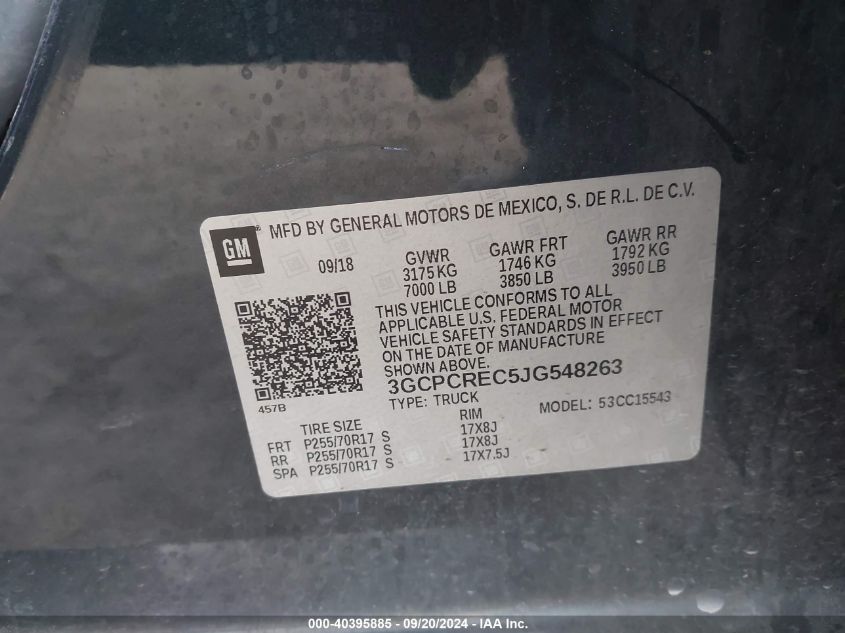 GM
MFD BY GENERAL MOTORS DE MEXICO, S. DE R.L. DE C.V.
09/18
GVWR
3175 KG
7000 LB
GAWR FRT
1746 KG
3850 LB
GAWR RR
1792 KG
3950 LB
THIS VEHICLE CONFORMS TO ALL
APPLICABLE U.S. FEDERAL MOTOR
VEHICLE SAFETY STANDARDS IN EFFECT
ON THE DATE OF MANUFACTURE
SHOWN ABOVE.
3GCPCREC5JG548263
457B
TYPE: TRUCK
MODEL: 53CC15543
TIRE SIZE RIM
FRT P255/70R17 S 17X8J
RR P255/70R17 S 17X8J
SPA P255/70R17 S 17X7.5J
000-40395885 - 09/20/2024 - IAA Inc.